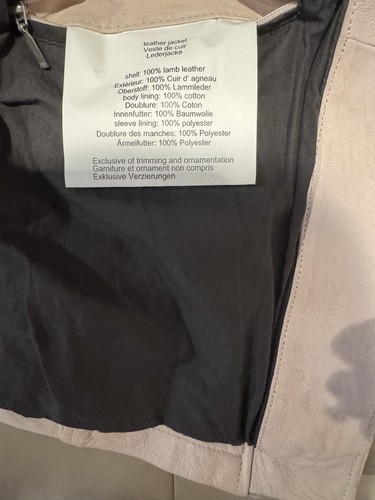 leather jacket
Veste de cuir
Lederjacke
shell: 100% lamb leather
Extérieur: 100% Cuir d' agneau
Oberstoff: 100% Lammleder
body lining: 100% cotton
Doublure: 100% Coton
Innenfutter: 100% Baumwolle
sleeve lining: 100% polyester
Doublure des manches: 100% Polyester
Ärmelfutter: 100% Polyester
Exclusive of trimming and ornamentation
Garniture et ornament non compris
Exklusive Verzierungen